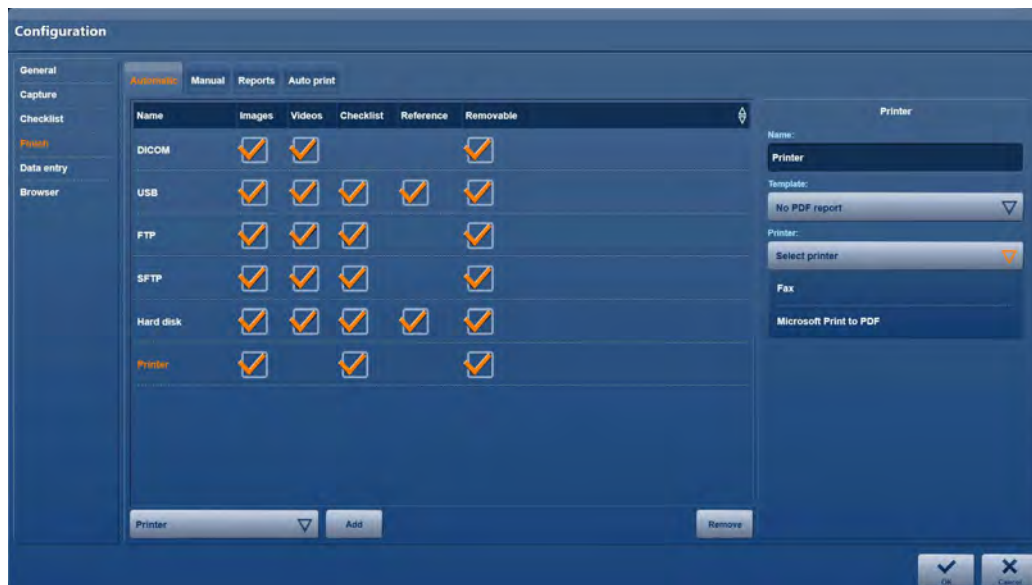 Configuration
General
Capture
Checklist
Finish
Data entry
Browser
Automatic Manual Reports Auto print
Name Images Videos Checklist Reference Removable
DICOM
USB
FTP
SFTP
Hard disk
Printer
Printer Add Remove
Printer
Name:
Printer
Template:
No PDF report
Printer:
Select printer
Fax
Microsoft Print to PDF
OK Cancel